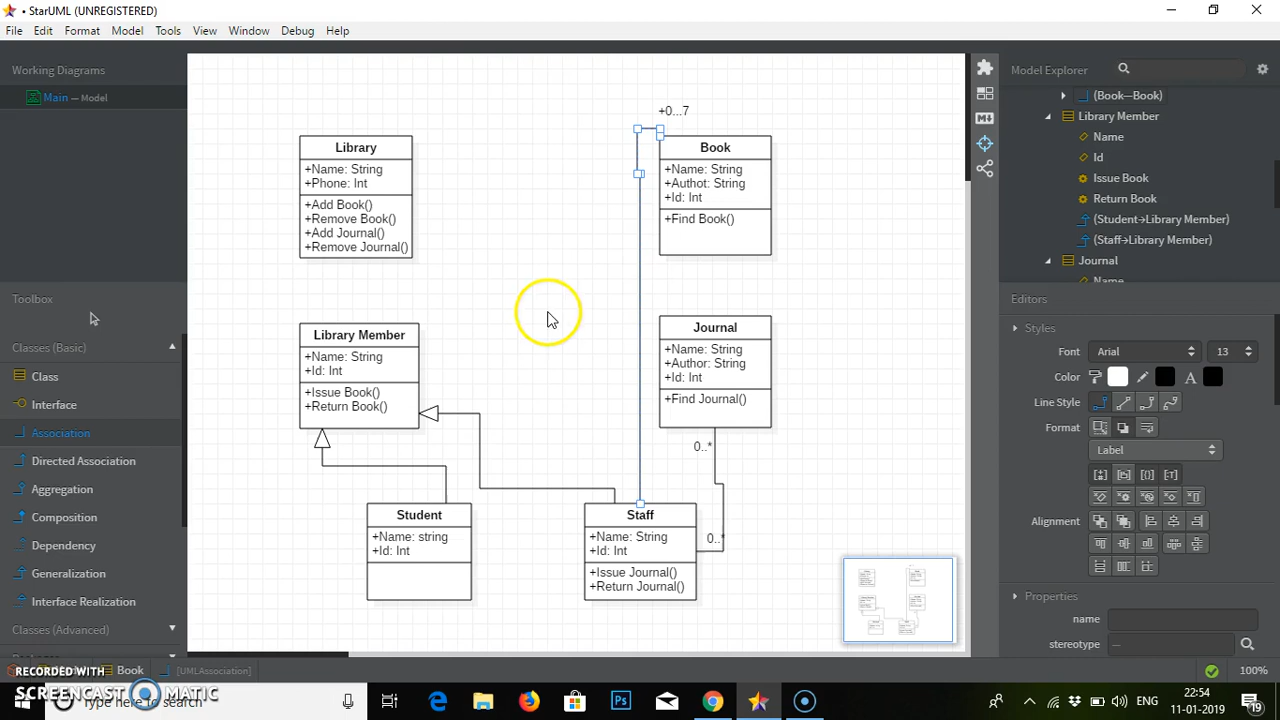 • StarUML (UNREGISTERED)
File Edit Format Model Tools View Window Debug Help
Working Diagrams
Main — Model
Toolbox
Classes (Basic)
Class
Interface
Association
Directed Association
Aggregation
Composition
Dependency
Generalization
Interface Realization
Classes (Advanced)
Library
+Name: String
+Phone: Int
+Add Book()
+Remove Book()
+Add Journal()
+Remove Journal()
+0...7
Book
+Name: String
+Authot: String
+Id: Int
+Find Book()
Library Member
+Name: String
+Id: Int
+Issue Book()
+Return Book()
Journal
+Name: String
+Author: String
+Id: Int
+Find Journal()
0..*
Student
+Name: string
+Id: Int
Staff
+Name: String
+Id: Int
+Issue Journal()
+Return Journal()
0..*
Model Explorer
(Book—Book)
Library Member
Name
Id
Issue Book
Return Book
(Student→Library Member)
(Staff→Library Member)
Journal
Name
Editors
Styles
Font Arial 13
Color
Line Style
Format
Label
Alignment
Properties
name
stereotype —
Book [UMLAssociation] 100%
RECORDED WITH
SCREENCAST MATIC
Type here to search
ENG
22:54
11-01-2019
19